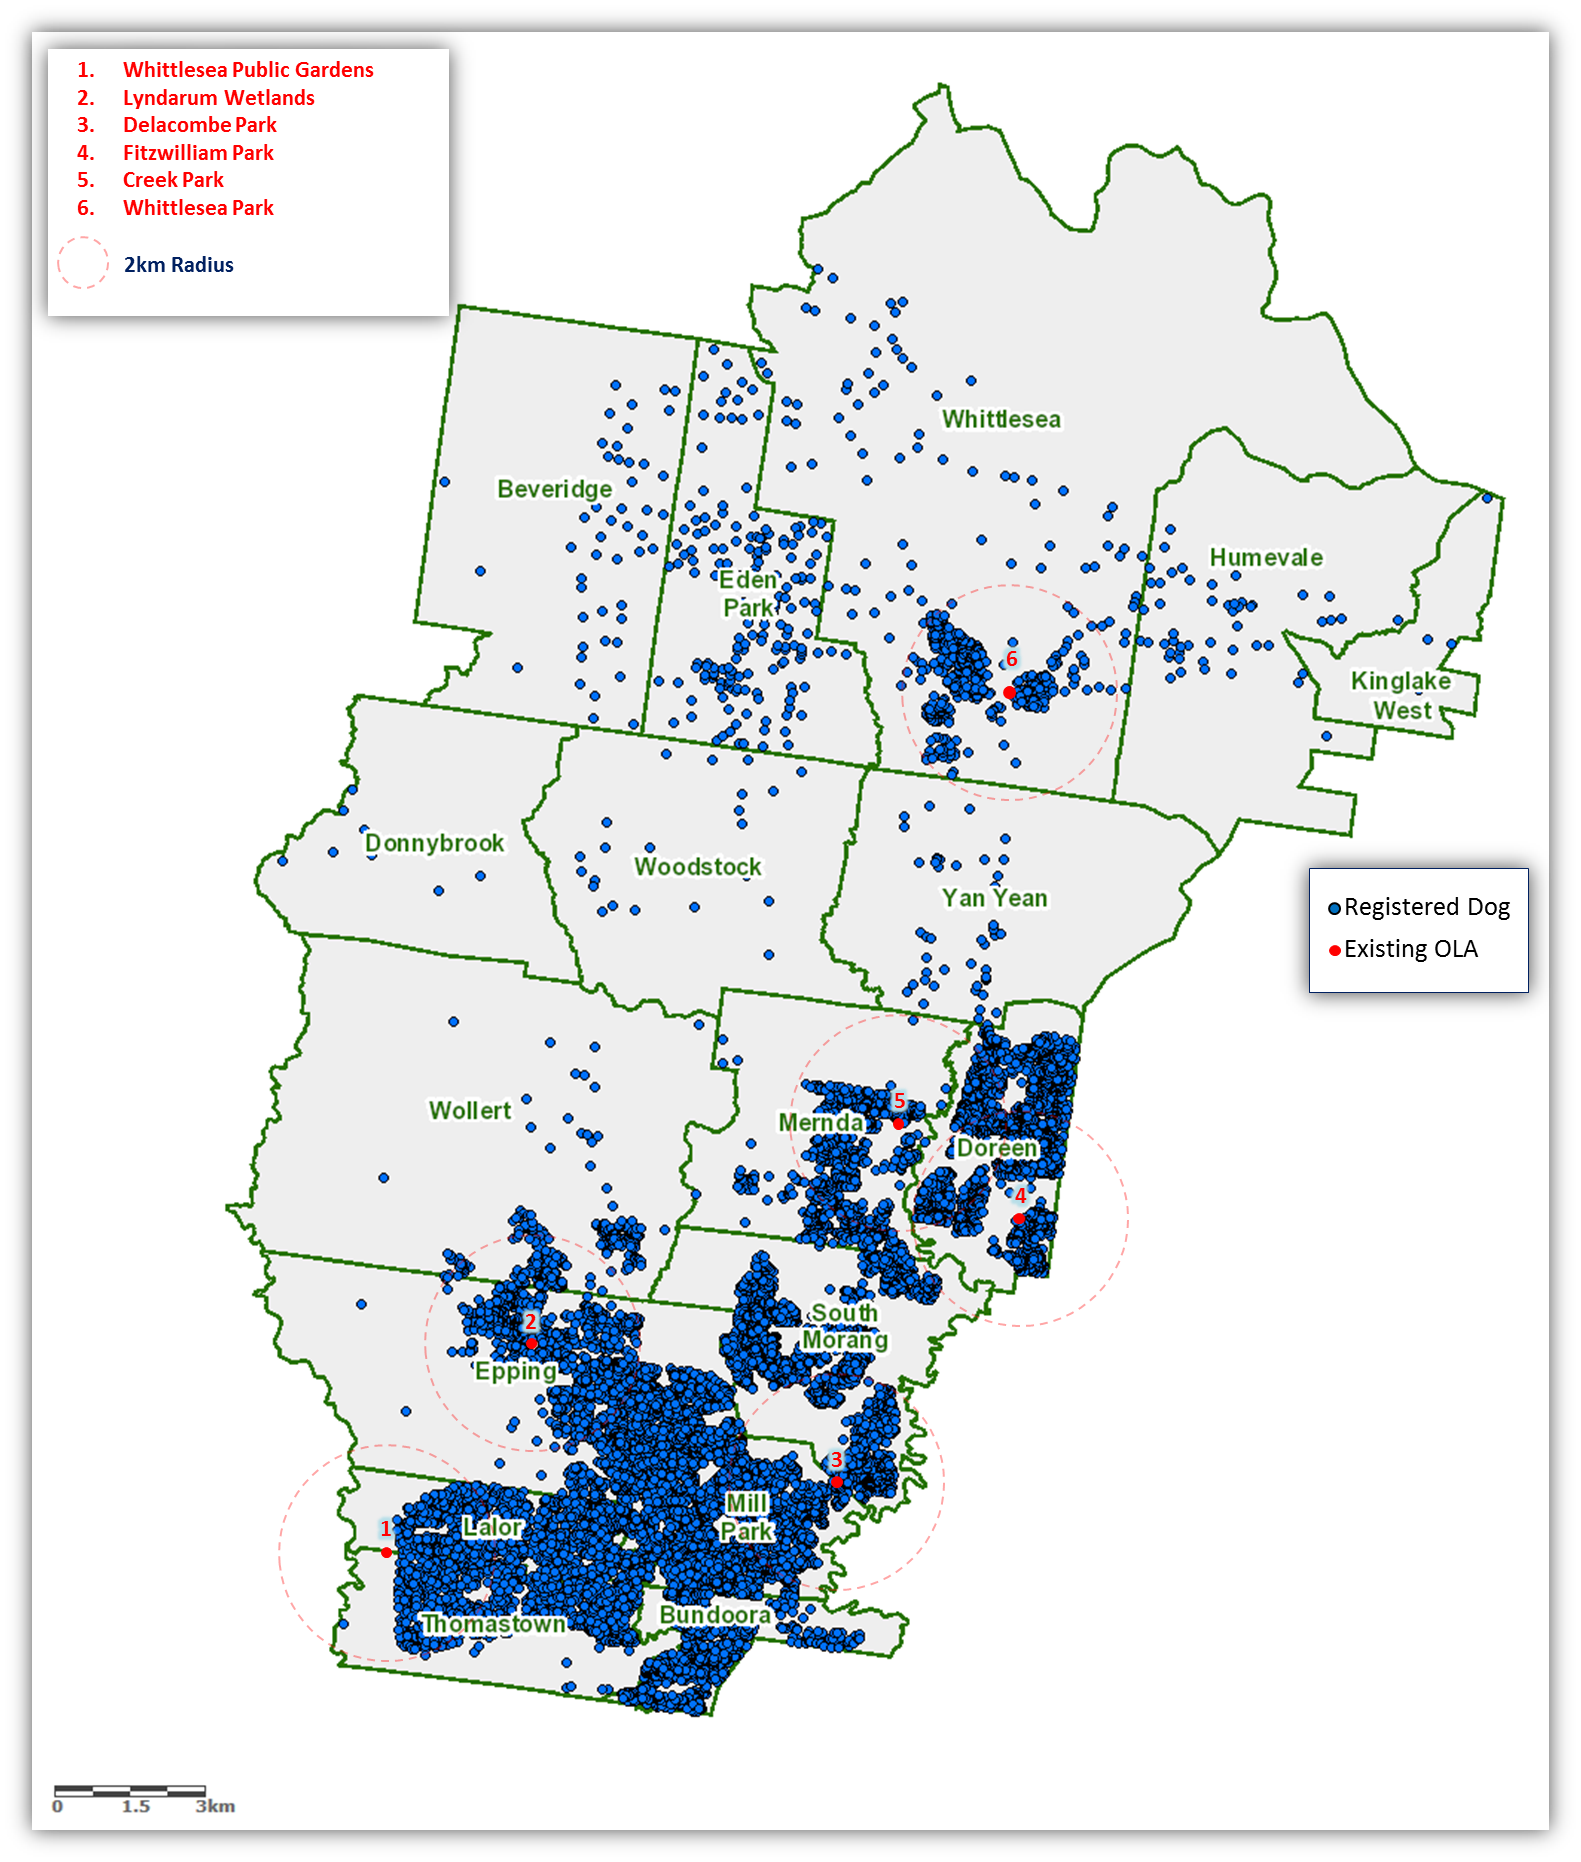 1. Whittlesea Public Gardens
2. Lyndarum Wetlands
3. Delacombe Park
4. Fitzwilliam Park
5. Creek Park
6. Whittlesea Park
2km Radius
Whittlesea
Beveridge
Humevale
Eden
Park
6
Kinglake
West
Donnybrook
Woodstock
Yan Yean
Registered Dog
Existing OLA
5
Wollert
Mernda
Doreen
4
South
Morang
2
Epping
3
Mill
Park
1
Lalor
Bundoora
Thomastown
0 1.5 3km